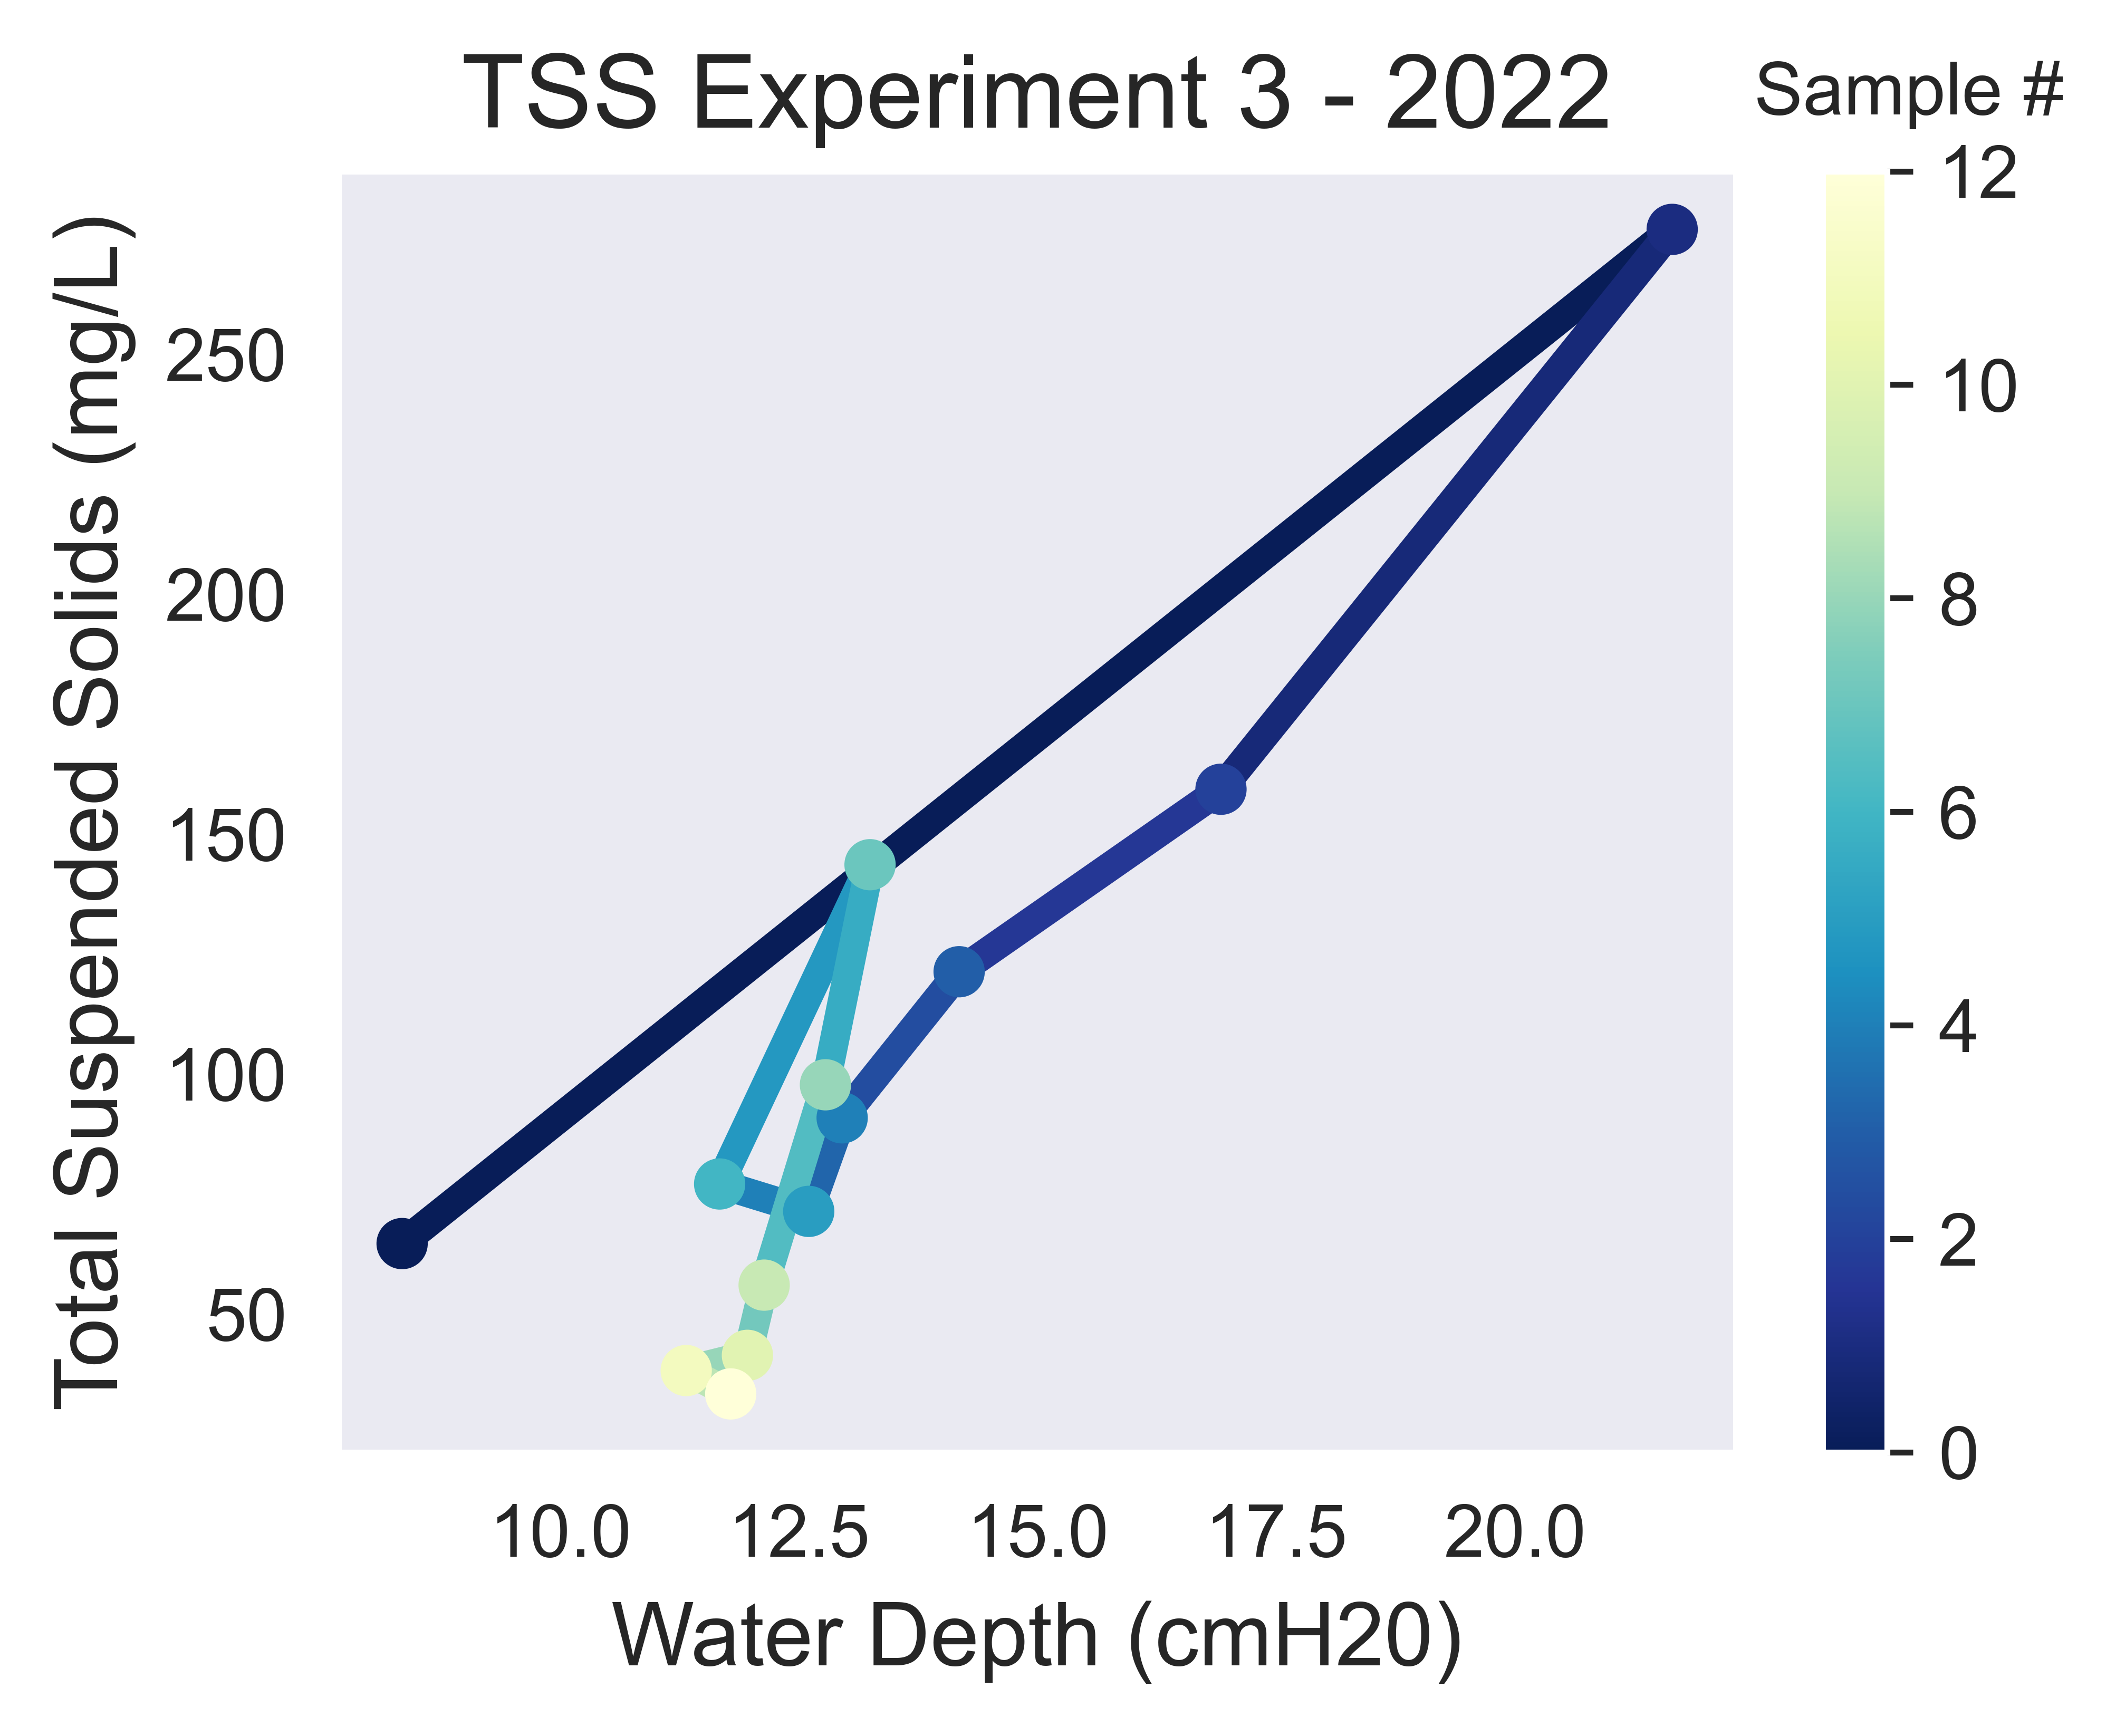 TSS Experiment 3 - 2022
Sample #
Total Suspended Solids (mg/L)
250
200
150
100
50
10.0 12.5 15.0 17.5 20.0
Water Depth (cmH20)
12
10
8
6
4
2
0